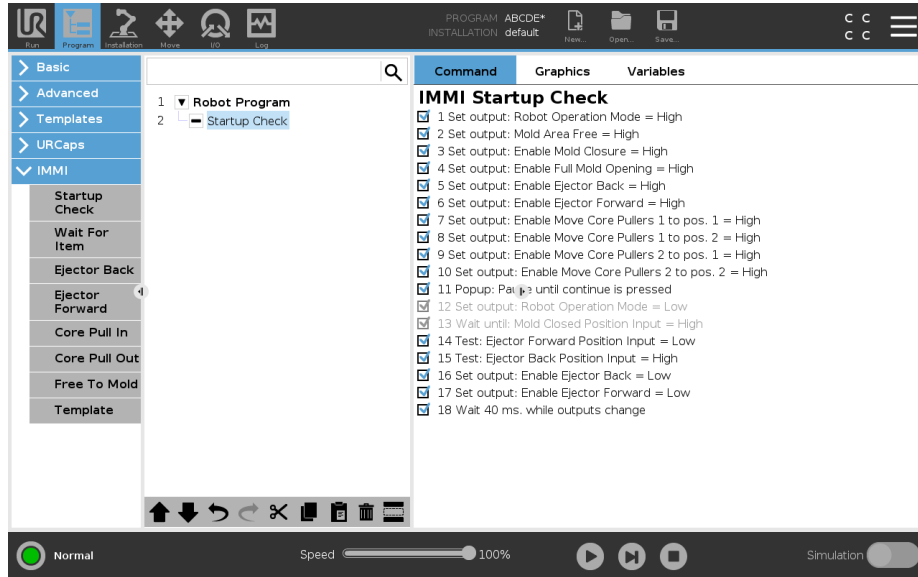 UR
PROGRAM ABCDE*
INSTALLATION default
Run
Program
Installation
Move
I/O
Log
New...
Open...
Save...
C C
C C
Basic
Advanced
Templates
URCaps
IMMI
Startup
Check
Wait For
Item
Ejector Back
Ejector
Forward
Core Pull In
Core Pull Out
Free To Mold
Template
1 Robot Program
2 Startup Check
Command Graphics Variables
IMMI Startup Check
1 Set output: Robot Operation Mode = High
2 Set output: Mold Area Free = High
3 Set output: Enable Mold Closure = High
4 Set output: Enable Full Mold Opening = High
5 Set output: Enable Ejector Back = High
6 Set output: Enable Ejector Forward = High
7 Set output: Enable Move Core Pullers 1 to pos. 1 = High
8 Set output: Enable Move Core Pullers 1 to pos. 2 = High
9 Set output: Enable Move Core Pullers 2 to pos. 1 = High
10 Set output: Enable Move Core Pullers 2 to pos. 2 = High
11 Popup: until continue is pressed
12 Set output: Robot Operation Mode = Low
13 Wait until: Mold Closed Position Input = High
14 Test: Ejector Forward Position Input = Low
15 Test: Ejector Back Position Input = High
16 Set output: Enable Ejector Back = Low
17 Set output: Enable Ejector Forward = Low
18 Wait 40 ms. while outputs change
Normal
Speed 100%
Simulation